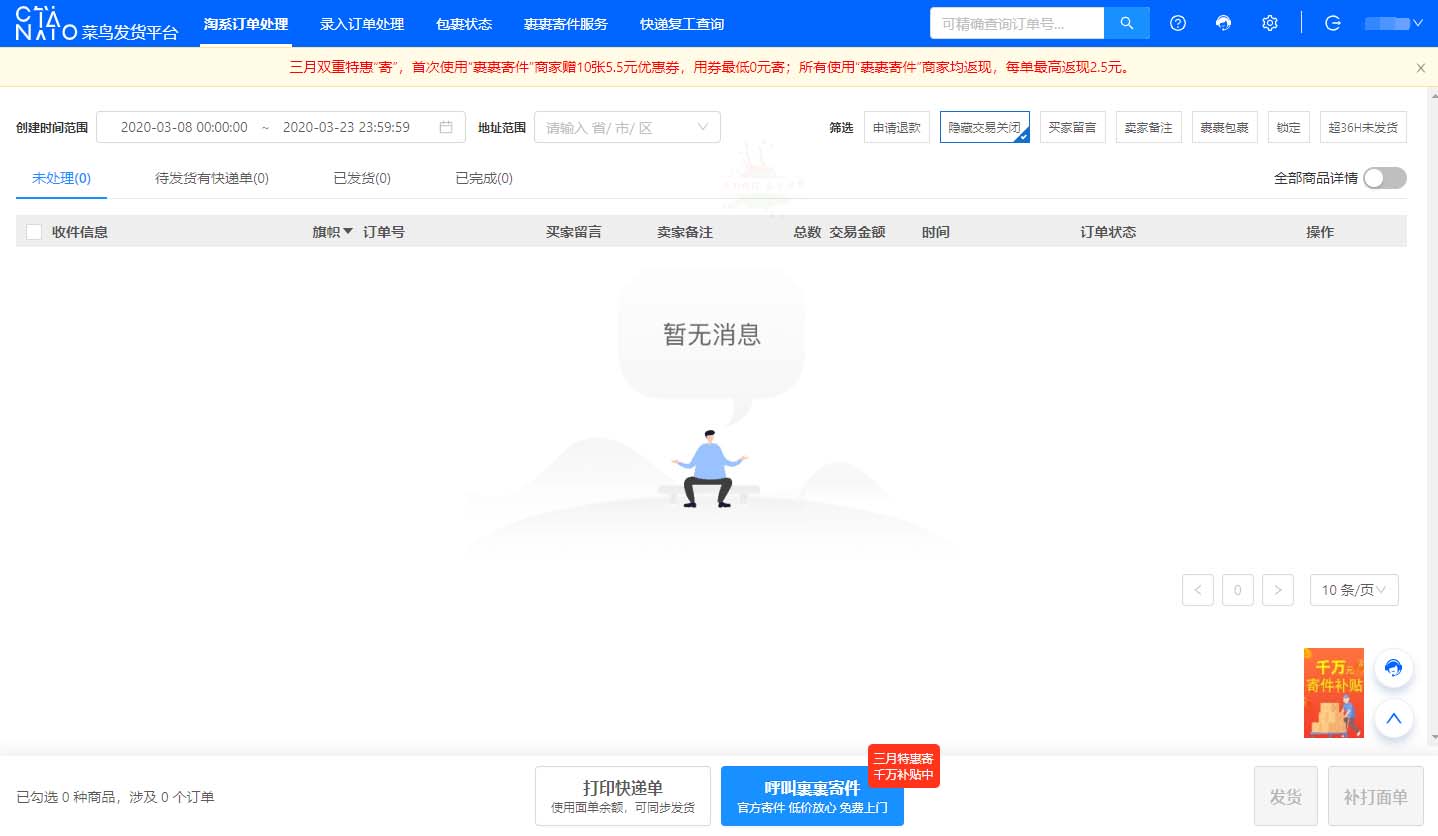 CAI
NAIO 菜鸟发货平台
淘系订单处理 录入订单处理 包裹状态 裹裹寄件服务 快递复工查询
可精确查询订单号...
三月双重特惠“寄”，首次使用“裹裹寄件”商家赠10张5.5元优惠券，用券最低0元寄；所有使用“裹裹寄件”商家均返现，每单最高返现2.5元。
创建时间范围 2020-03-08 00:00:00 ~ 2020-03-23 23:59:59 地址范围 请输入 省/ 市/ 区 筛选 申请退款 隐藏交易关闭 买家留言 卖家备注 裹裹包裹 锁定 超36H未发货
未处理(0) 待发货有快递单(0) 已发货(0) 已完成(0) 全部商品详情
收件信息 旗帜 订单号 买家留言 卖家备注 总数 交易金额 时间 订单状态 操作
暂无消息
< 0 > 10 条/页
千万元
寄件补贴
三月特惠寄
千万补贴中
已勾选 0 种商品，涉及 0 个订单
打印快递单
使用面单余额，可同步发货
呼叫裹裹寄件
官方寄件 低价放心 免费上门
发货 补打面单